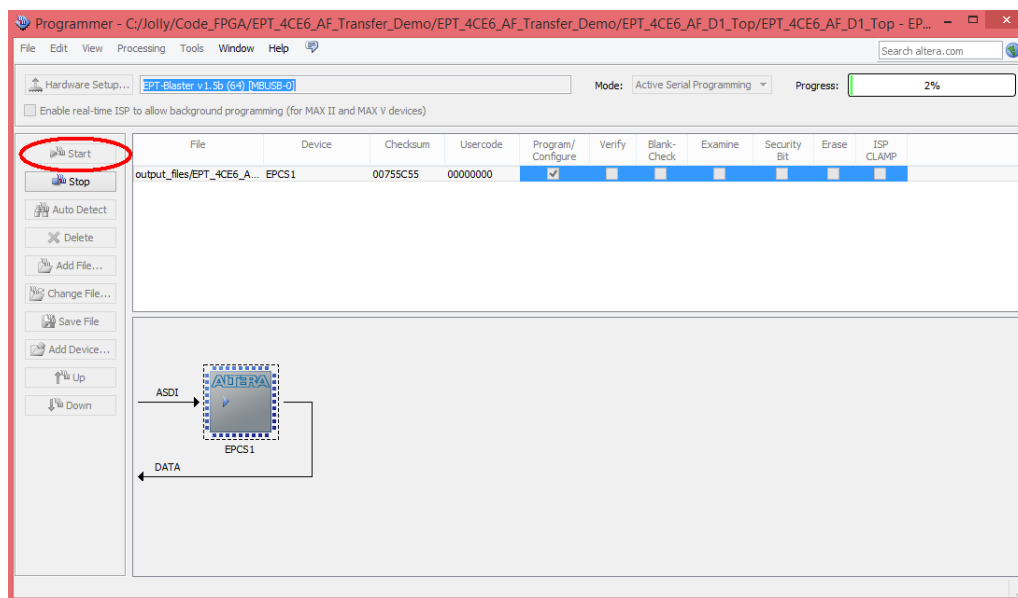 Programmer - C:/Jolly/Code_FPGA/EPT_4CE6_AF_Transfer_Demo/EPT_4CE6_AF_Transfer_Demo/EPT_4CE6_AF_D1_Top/EPT_4CE6_AF_D1_Top - EP...
File Edit View Processing Tools Window Help
Search altera.com
Hardware Setup... EPT-Blaster v1.5b (64) [MBUSB-0] Mode: Active Serial Programming Progress: 2%
Enable real-time ISP to allow background programming (for MAX II and MAX V devices)
Start
Stop
Auto Detect
Delete
Add File...
Change File...
Save File
Add Device...
Up
Down
File Device Checksum Usercode Program/ Verify Blank- Examine Security Erase ISP
Configure Check Bit CLAMP
output_files/EPT_4CE6_A... EPCS1 00755C55 00000000
ALTERA
ASDI
EPCS1
DATA